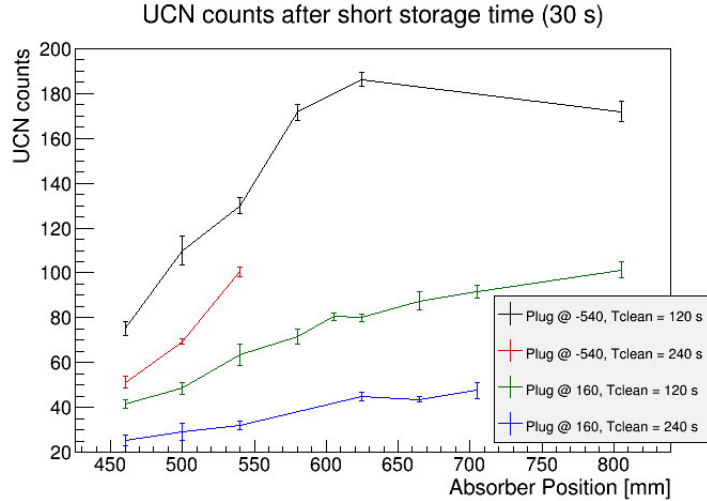 UCN counts after short storage time (30 s)
UCN counts
200
180
160
140
120
100
80
60
40
20
450
500
550
600
650
700
750
800
Absorber Position [mm]
Plug @ -540, Tclean = 120 s
Plug @ -540, Tclean = 240 s
Plug @ 160, Tclean = 120 s
Plug @ 160, Tclean = 240 s